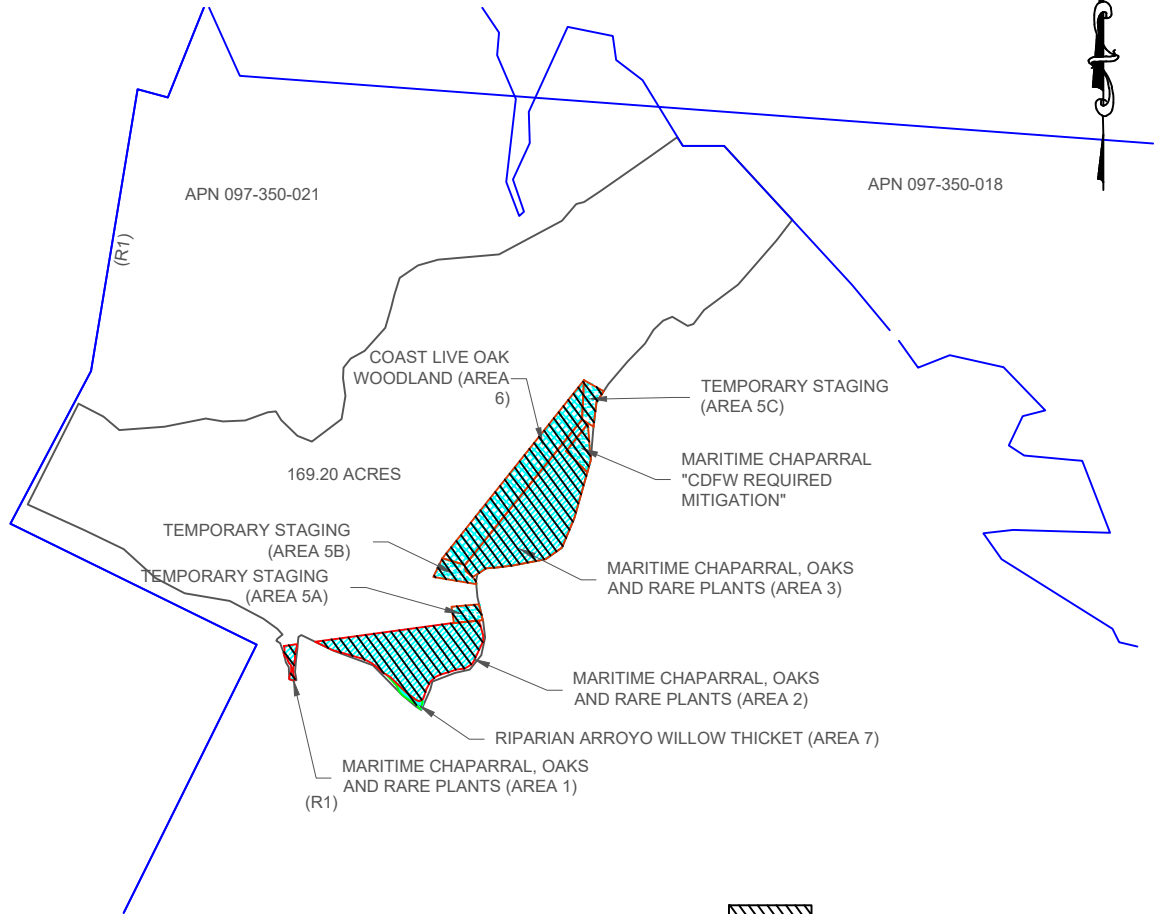 APN 097-350-021
APN 097-350-018
(R1)
COAST LIVE OAK
WOODLAND (AREA
6)
TEMPORARY STAGING
(AREA 5C)
169.20 ACRES
MARITIME CHAPARRAL
"CDFW REQUIRED
MITIGATION"
TEMPORARY STAGING
(AREA 5B)
TEMPORARY STAGING
(AREA 5A)
MARITIME CHAPARRAL, OAKS
AND RARE PLANTS (AREA 3)
MARITIME CHAPARRAL, OAKS
AND RARE PLANTS (AREA 2)
RIPARIAN ARROYO WILLOW THICKET (AREA 7)
MARITIME CHAPARRAL, OAKS
AND RARE PLANTS (AREA 1)
(R1)